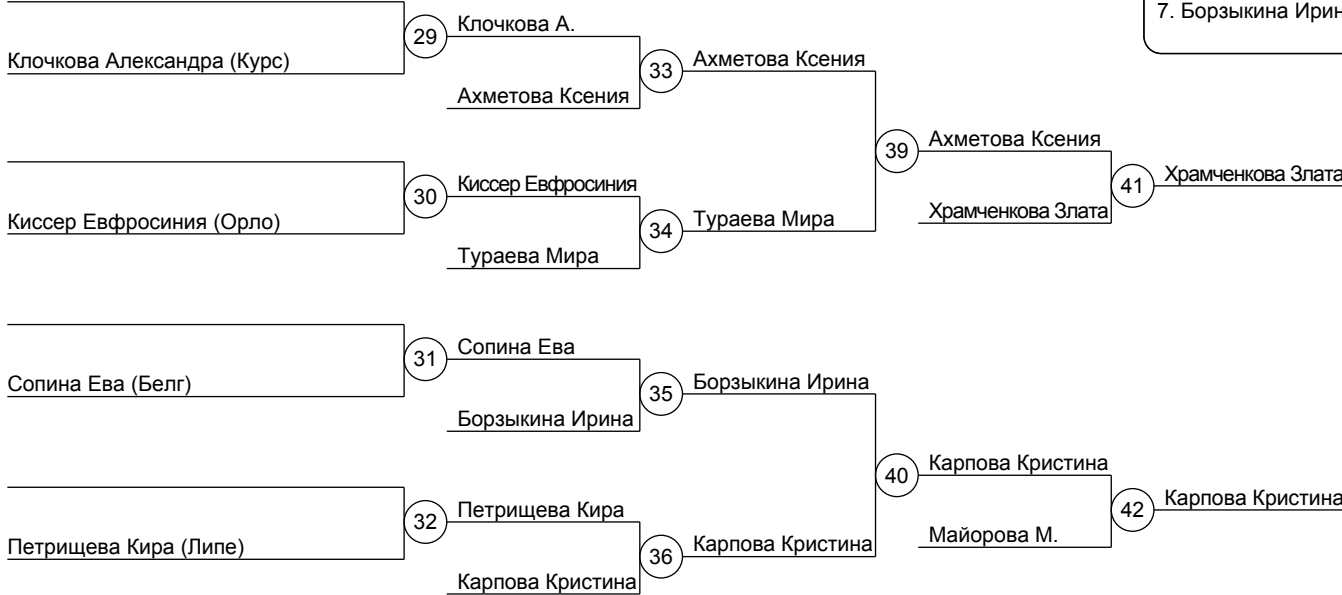 7. Борзыкина Ирин
29
Клочкова А.
Клочкова Александра (Курс)
33
Ахметова Ксения
Ахметова Ксения
39
Ахметова Ксения
30
Киссер Евфросиния
41
Храмченкова Злата
Киссер Евфросиния (Орло)
34
Тураева Мира
Храмченкова Злата
Тураева Мира
31
Сопина Ева
Сопина Ева (Белг)
35
Борзыкина Ирина
Борзыкина Ирина
40
Карпова Кристина
32
Петрищева Кира
42
Карпова Кристина
Петрищева Кира (Липе)
36
Карпова Кристина
Майорова М.
Карпова Кристина